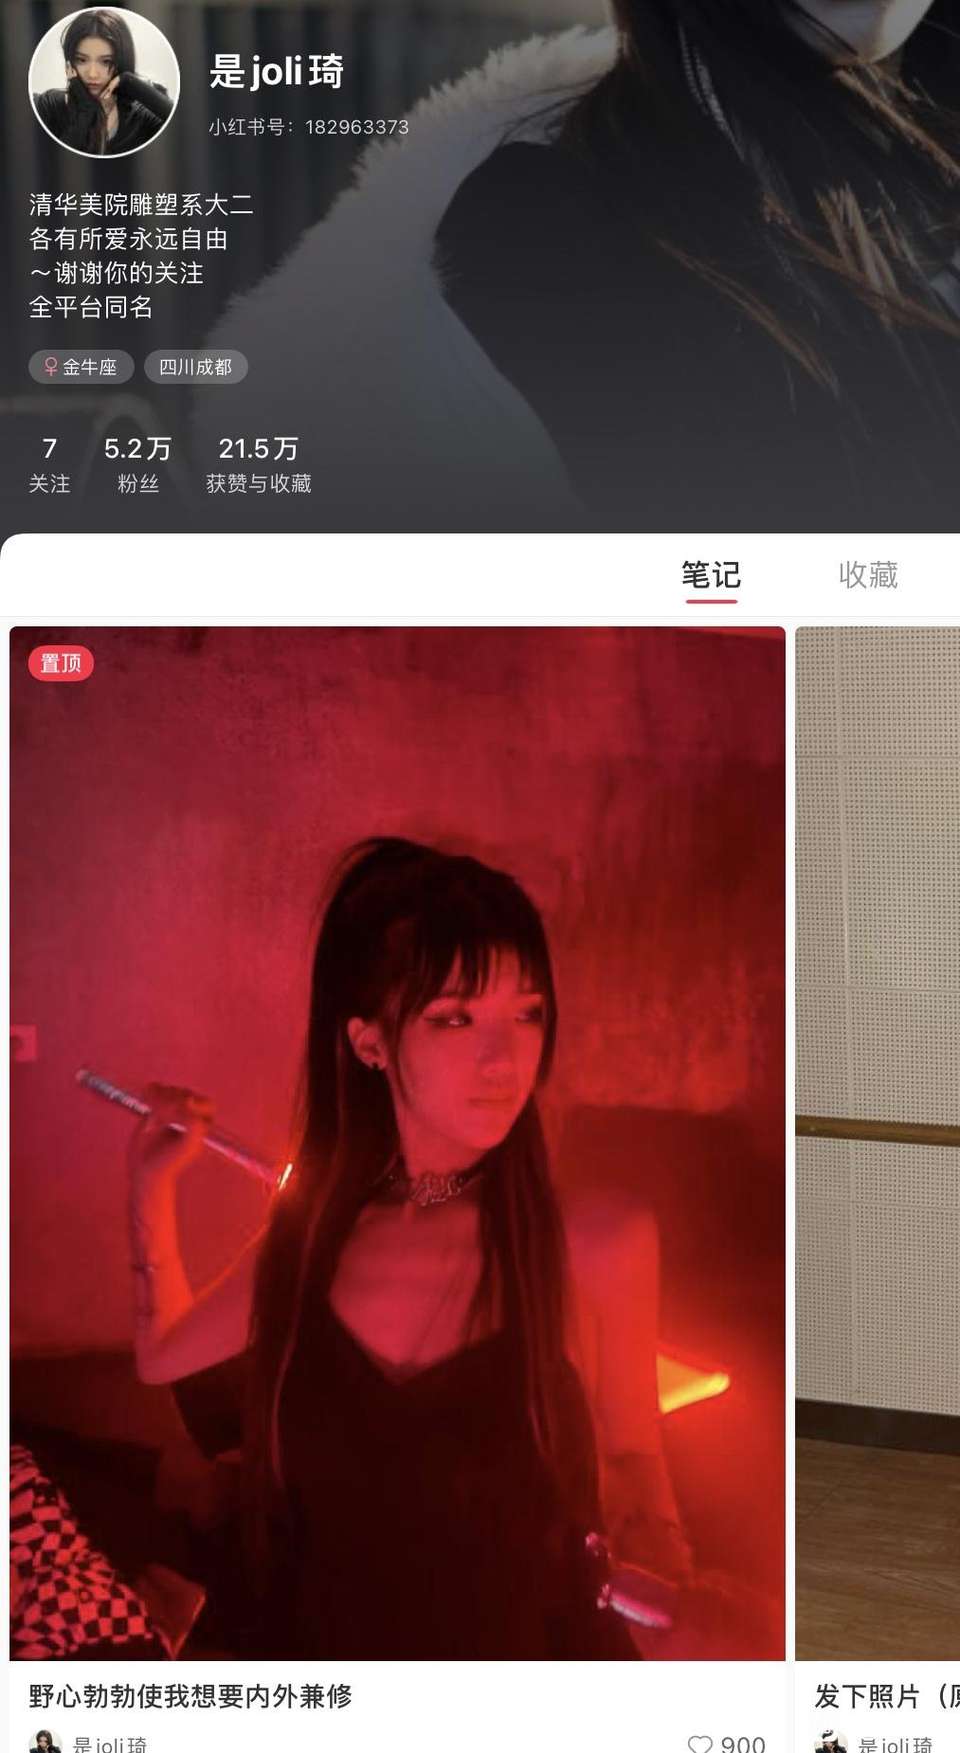 是joli琦
小红书号：182963373
清华美院雕塑系大二
各有所爱永远自由
～谢谢你的关注
全平台同名
♀金牛座 四川成都
7 5.2万 21.5万
关注 粉丝 获赞与收藏
笔记 收藏
置顶
野心勃勃使我想要内外兼修
发下照片（
是joli琦 900
是joli琦